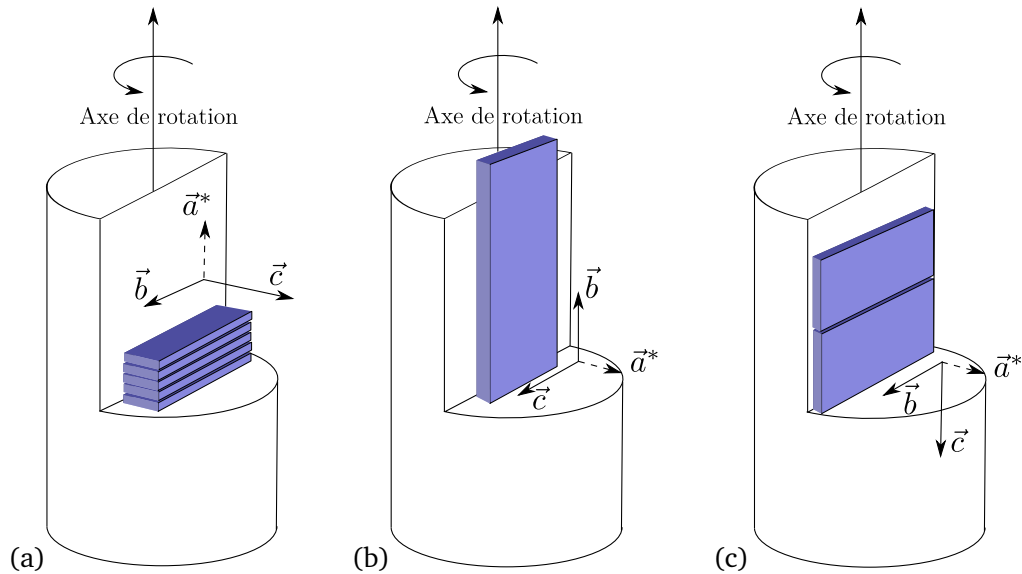 Axe de rotation
Axe de rotation
Axe de rotation
a⃗*
b⃗
c⃗
b⃗
a⃗*
c⃗
a⃗*
b⃗
c⃗
(a)
(b)
(c)